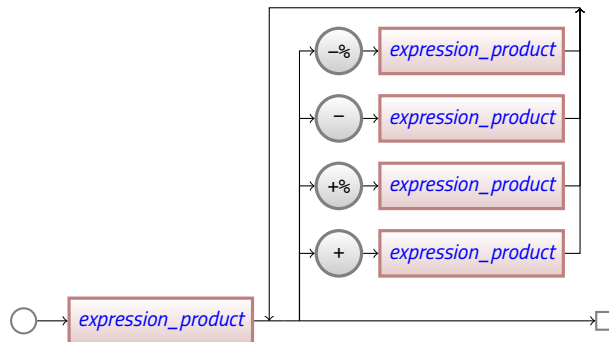 -% expression_product
- expression_product
+% expression_product
+ expression_product
expression_product